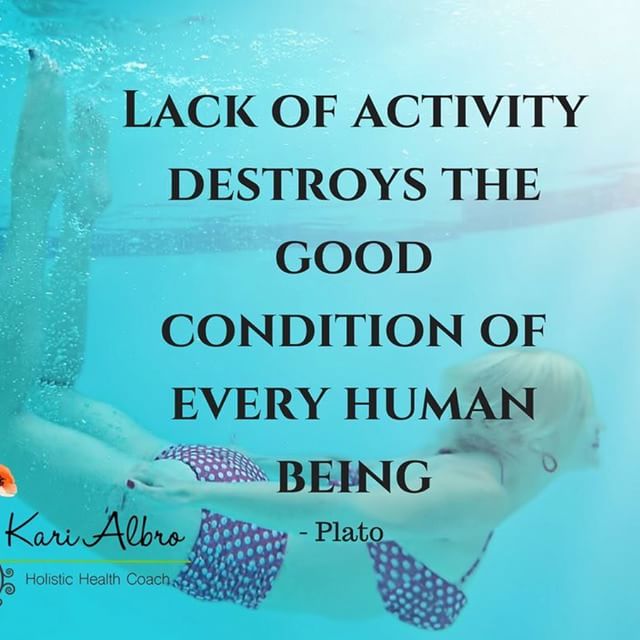 LACK OF ACTIVITY
DESTROYS THE
GOOD
CONDITION OF
EVERY HUMAN
BEING
- Plato
Kari Albro
Holistic Health Coach